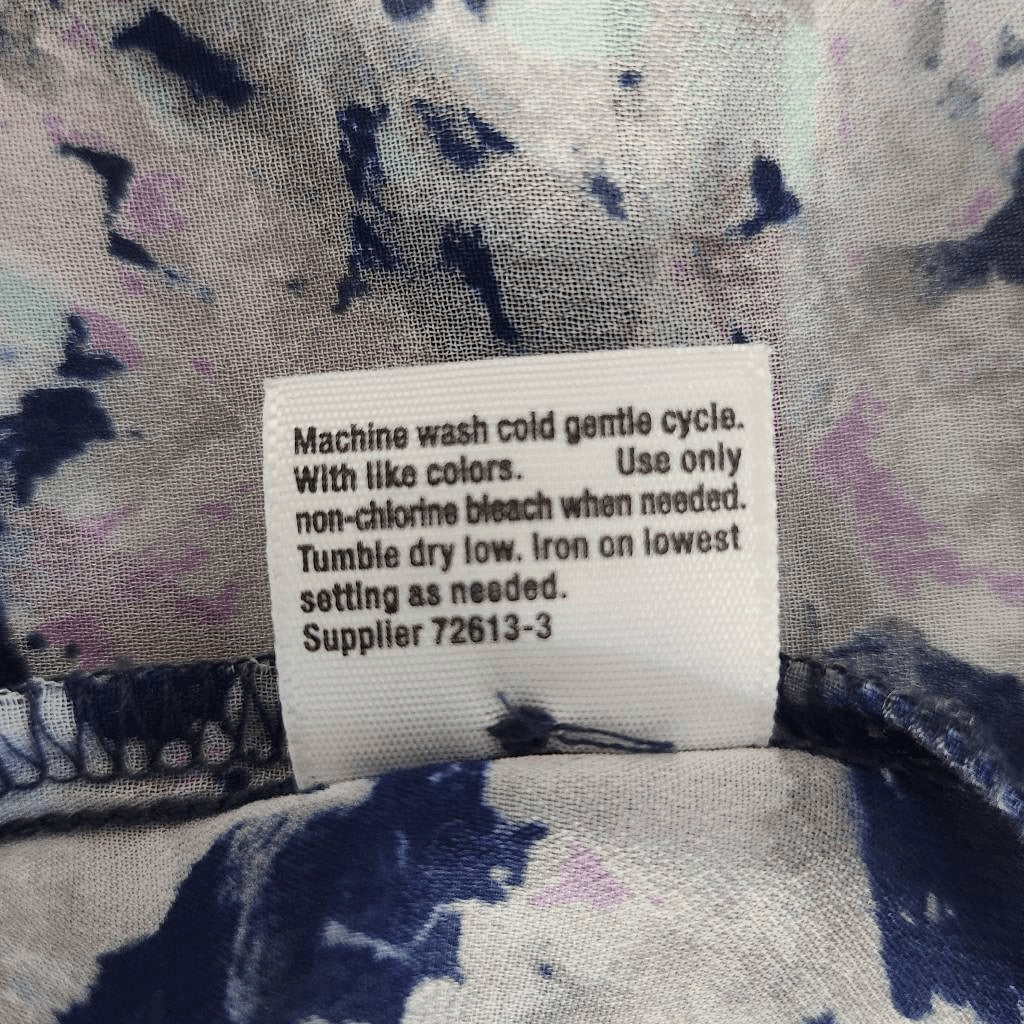 Machine wash cold gentle cycle.
With like colors. Use only
non-chlorine bleach when needed.
Tumble dry low. Iron on lowest
setting as needed.
Supplier 72613-3